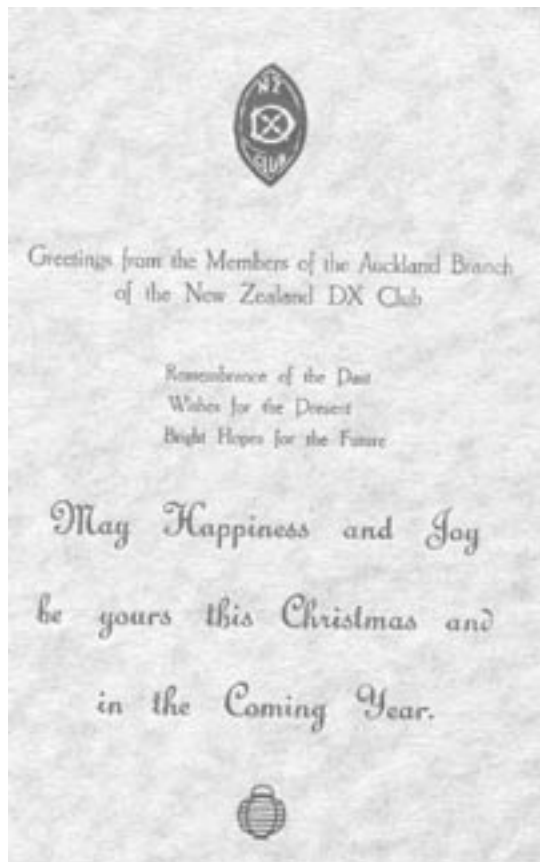 NZ
DX
CLUB
Greetings from the Members of the Auckland Branch
of the New Zealand DX Club
Remembrance of the Past
Wishes for the Present
Bright Hopes for the Future
May Happiness and Joy
be yours this Christmas and
in the Coming Year.